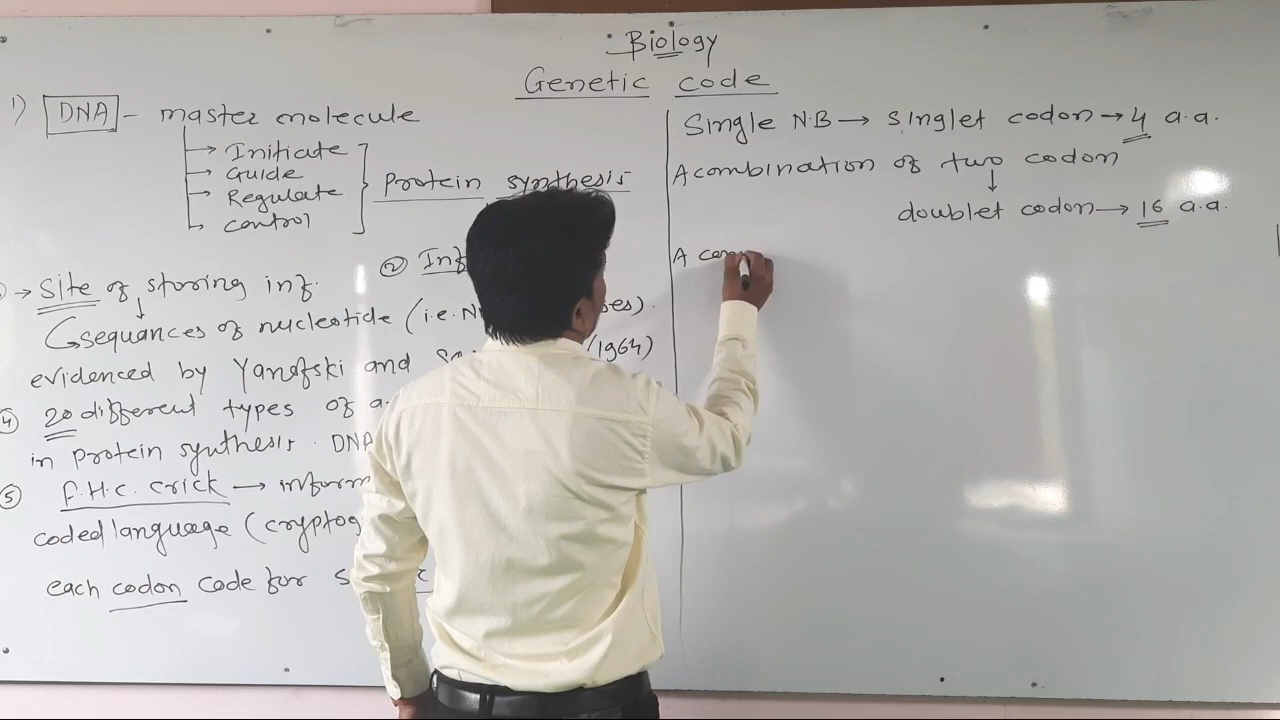 Biology
Genetic code
1) DNA - master molecule
→ Initiate
→ Guide
→ Regulate
→ control
} Protein synthesis
② Inf
→ Site of storing inf.
↓
Gsequances of nucleotide (i.e. N ses).
evidenced by Yanofski and (1964)
④ 20 different types of a.
in protein synthesis. DNA
⑤ F.H.C. Crick → inform
coded language (cryptog
each codon code for s c
Single N.B → singlet codon → 4 a.a.
A combination of two codon
↓
doublet codon → 16 a.a.
A com